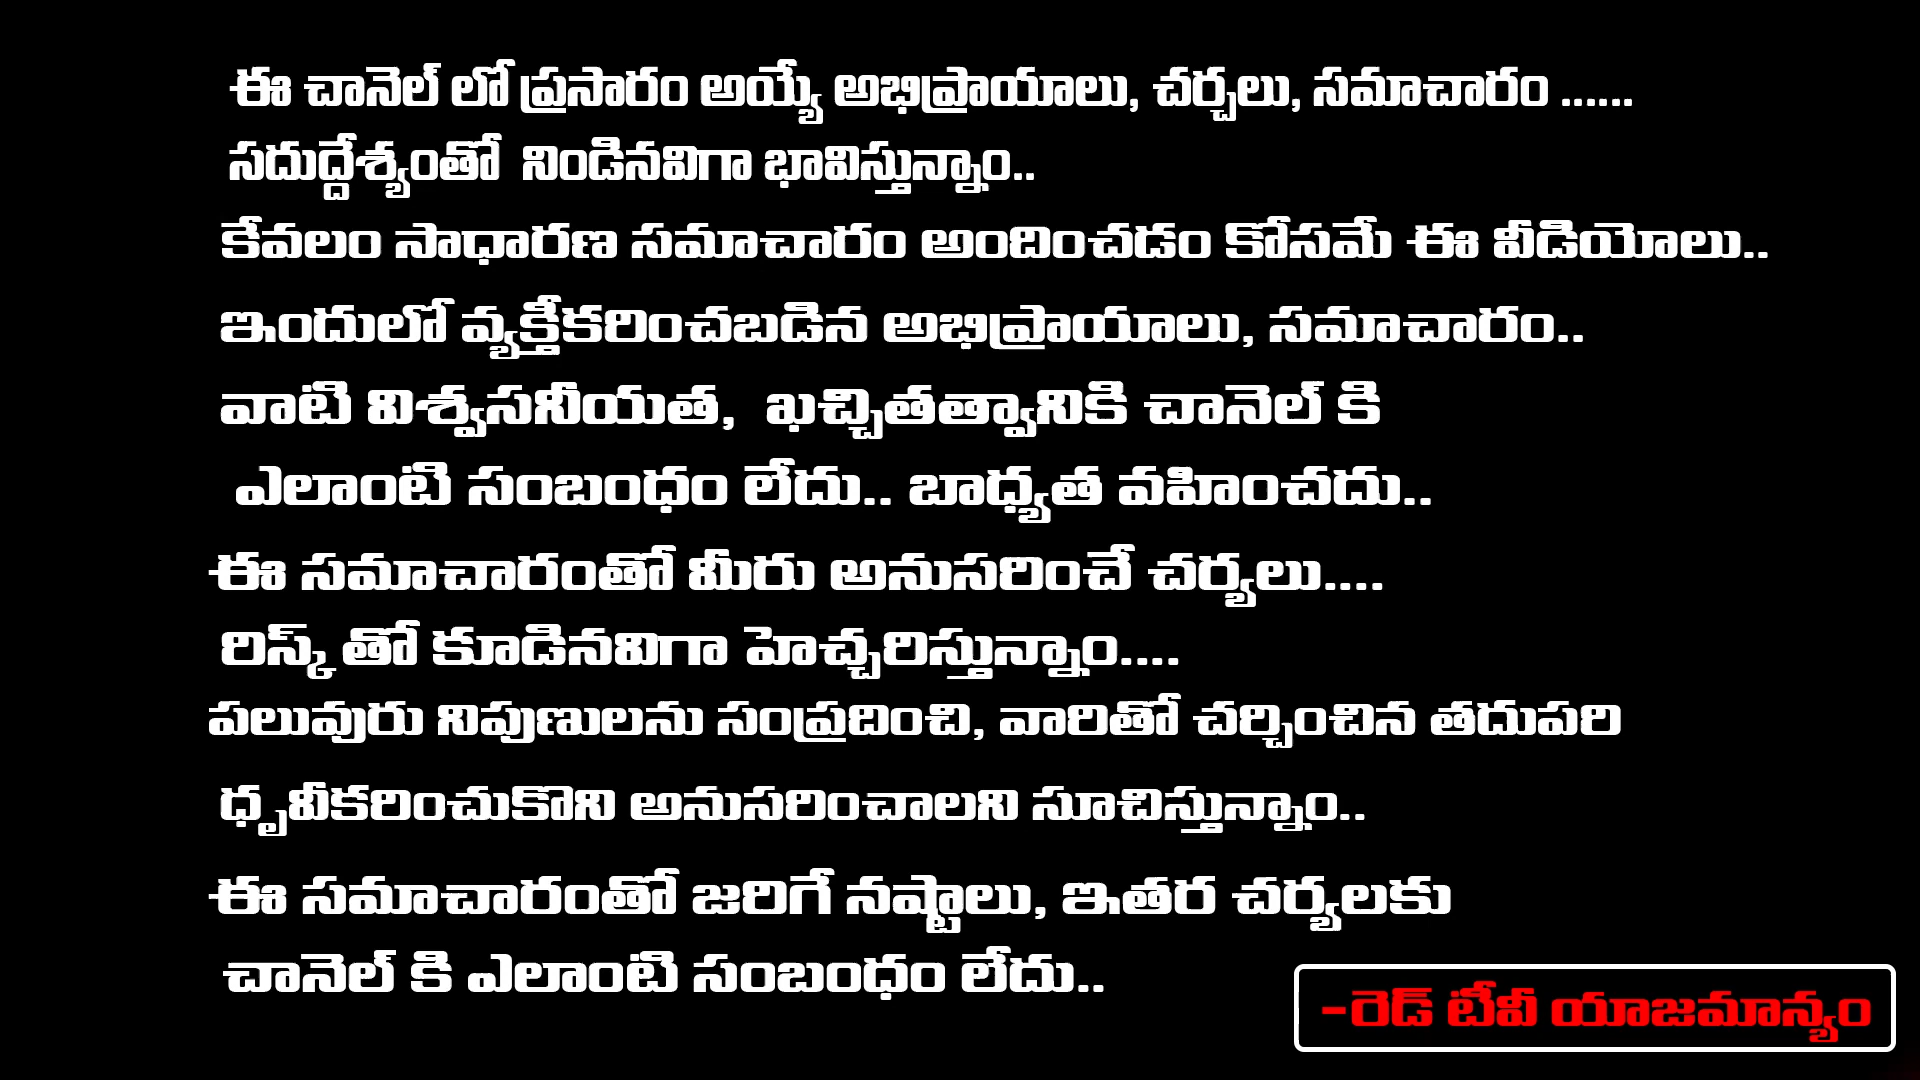 ఈ చానెల్ లో ప్రసారం అయ్యే అభిప్రాయాలు, చర్చలు, సమాచారం ......
సదుద్దేశ్యంతో నిండినవిగా భావిస్తున్నాం..
కేవలం సాధారణ సమాచారం అందించడం కోసమే ఈ వీడియోలు..
ఇందులో వ్యక్తీకరించబడిన అభిప్రాయాలు, సమాచారం..
వాటి విశ్వసనీయత, ఖచ్చితత్వానికి చానెల్ కి
ఎలాంటి సంబంధం లేదు.. బాధ్యత వహించదు..
ఈ సమాచారంతో మీరు అనుసరించే చర్యలు....
రిస్క్ తో కూడినవిగా హెచ్చరిస్తున్నాం....
పలువురు నిపుణులను సంప్రదించి, వారితో చర్చించిన తదుపరి
ధృవీకరించుకొని అనుసరించాలని సూచిస్తున్నాం..
ఈ సమాచారంతో జరిగే నష్టాలు, ఇతర చర్యలకు
చానెల్ కి ఎలాంటి సంబంధం లేదు..
-రెడ్ టీవీ యాజమాన్యం